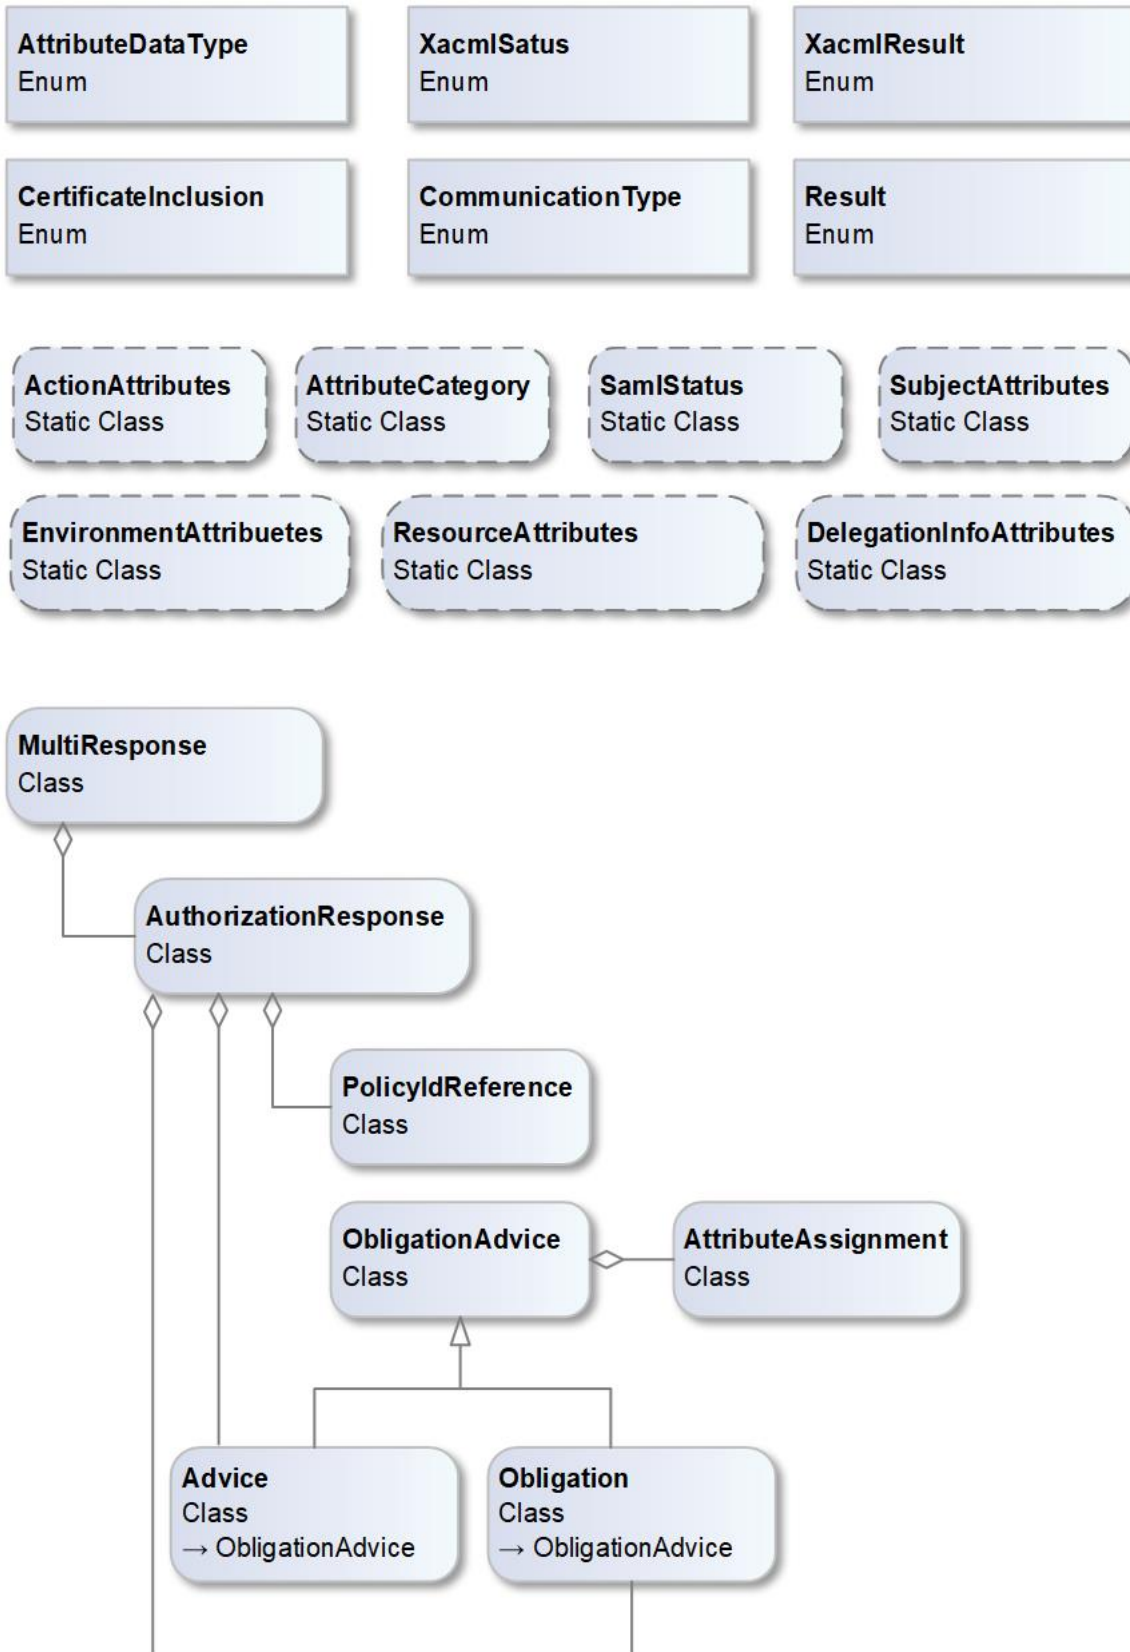 AttributeDataType
Enum
XacmlSatus
Enum
XacmlResult
Enum
CertificateInclusion
Enum
CommunicationType
Enum
Result
Enum
ActionAttributes
Static Class
AttributeCategory
Static Class
SamlStatus
Static Class
SubjectAttributes
Static Class
EnvironmentAttribuetes
Static Class
ResourceAttributes
Static Class
DelegationInfoAttributes
Static Class
MultiResponse
Class
AuthorizationResponse
Class
PolicyIdReference
Class
ObligationAdvice
Class
AttributeAssignment
Class
Advice
Class
→ ObligationAdvice
Obligation
Class
→ ObligationAdvice